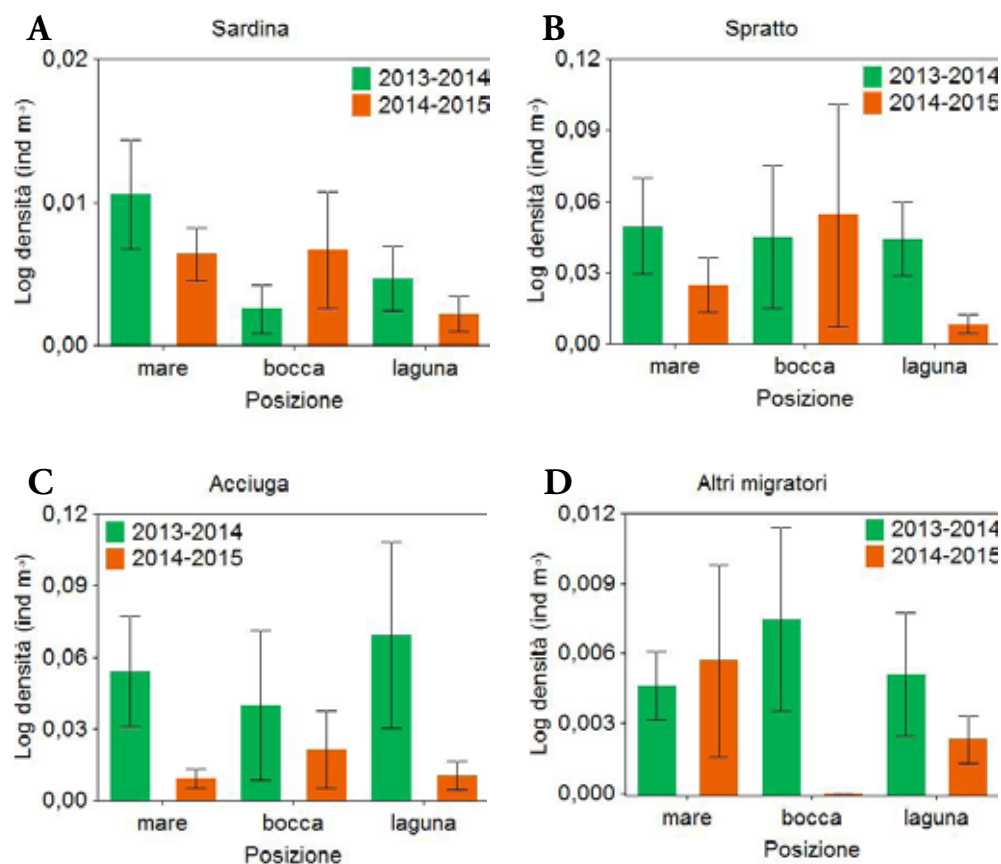 A
Sardina
0,02
0,01
0,00
Log densità (ind m⁻³)
2013-2014
2014-2015
mare bocca laguna
Posizione
B
Spratto
0,12
0,09
0,06
0,03
0,00
Log densità (ind m⁻³)
2013-2014
2014-2015
mare bocca laguna
Posizione
C
Acciuga
0,12
0,09
0,06
0,03
0,00
Log densità (ind m⁻³)
2013-2014
2014-2015
mare bocca laguna
Posizione
D
Altri migratori
0,012
0,009
0,006
0,003
0,000
Log densità (ind m⁻³)
2013-2014
2014-2015
mare bocca laguna
Posizione